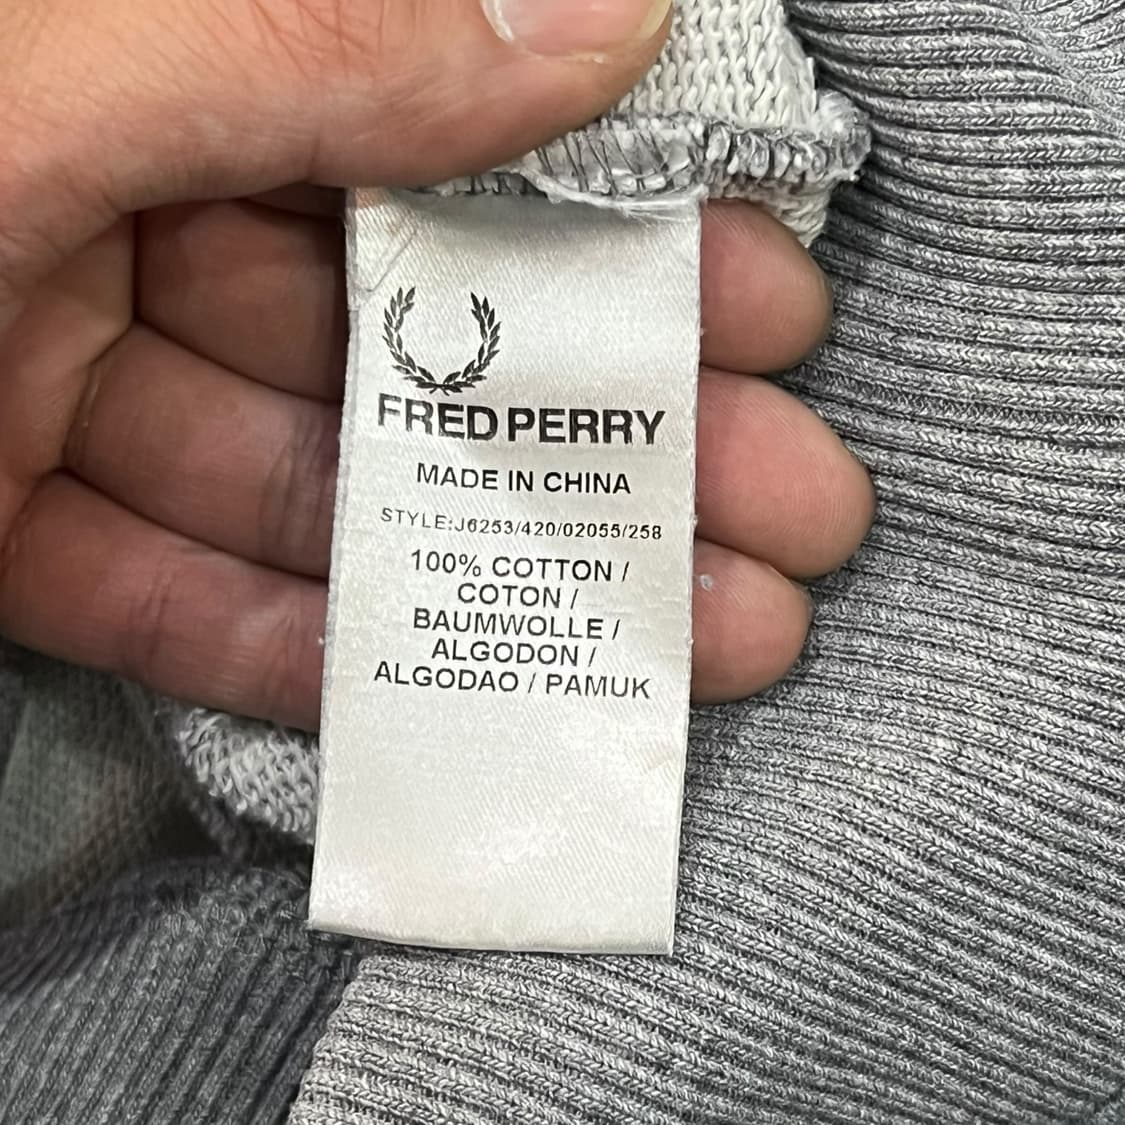 FRED PERRY
MADE IN CHINA
STYLE:J6253/420/02055/258
100% COTTON /
COTON /
BAUMWOLLE /
ALGODON /
ALGODAO / PAMUK